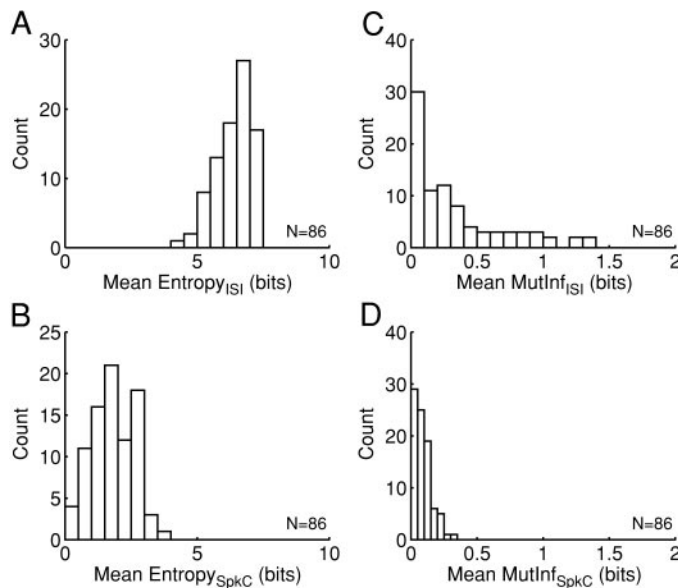 A
30
20
10
0
Count
N=86
0
5
10
Mean Entropy_ISI (bits)
C
40
30
20
10
0
Count
N=86
0
0.5
1
1.5
2
Mean MutInf_ISI (bits)
B
25
20
15
10
5
0
Count
N=86
0
5
10
Mean Entropy_SpkC (bits)
D
40
30
20
10
0
Count
N=86
0
0.5
1
1.5
2
Mean MutInf_SpkC (bits)